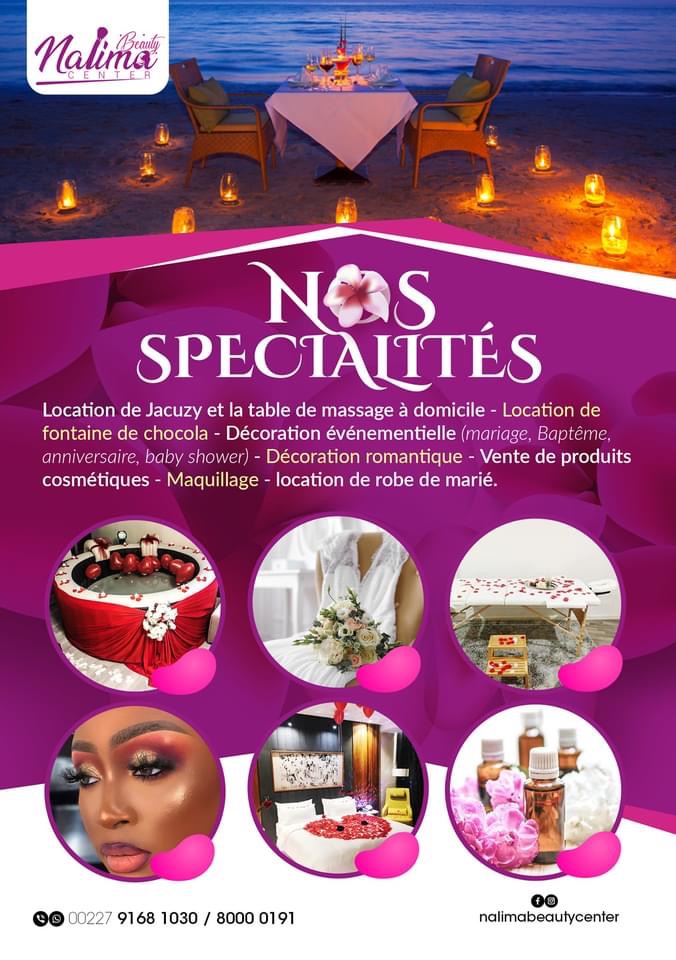 Beauty
Nalima
CENTER
NOS
SPECIALITÉS
Location de Jacuzy et la table de massage à domicile - Location de
fontaine de chocola - Décoration événementielle (mariage, Baptême,
anniversaire, baby shower) - Décoration romantique - Vente de produits
cosmétiques - Maquillage - location de robe de marié.
00227 9168 1030 / 8000 0191
nalimabeautycenter